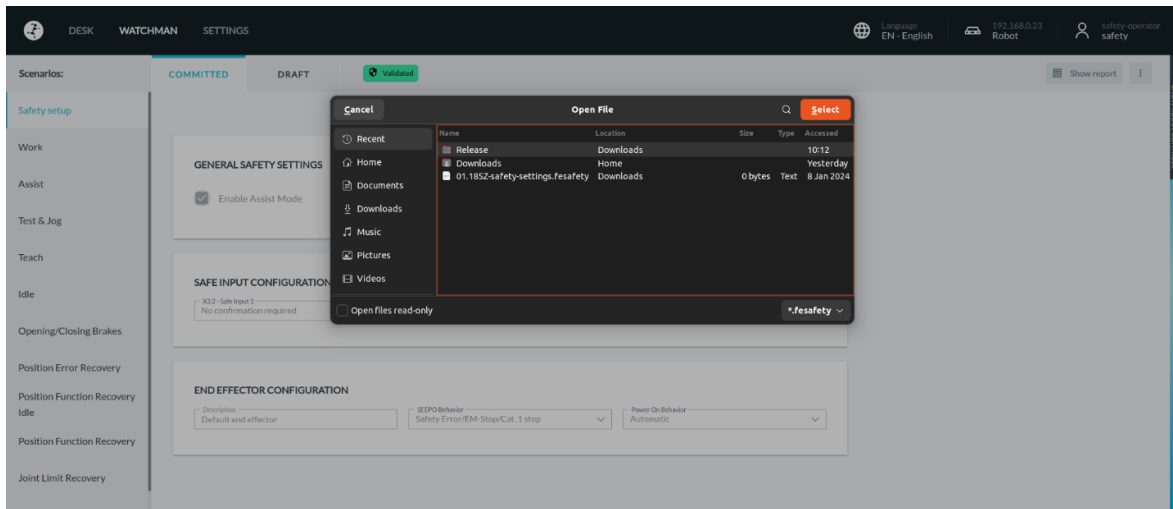 DESK WATCHMAN SETTINGS
Language
EN - English
192.168.0.23
Robot
safety-operator
safety
Scenarios:
COMMITTED DRAFT Validated
Show report
Safety setup
Work
Assist
Test & Jog
Teach
Idle
Opening/Closing Brakes
Position Error Recovery
Position Function Recovery
Idle
Position Function Recovery
Joint Limit Recovery
GENERAL SAFETY SETTINGS
Enable Assist Mode
SAFE INPUT CONFIGURATION
X3.2 - Safe Input 1
No confirmation required
END EFFECTOR CONFIGURATION
Description
Default end effector
SEEPO Behavior
Safety Error/EM-Stop/Cat. 1 stop
Power On Behavior
Automatic
Cancel Open File Select
Recent
Home
Documents
Downloads
Music
Pictures
Videos
Name Location Size Type Accessed
Release Downloads 10:12
Downloads Home Yesterday
01.18SZ-safety-settings.fesafety Downloads 0 bytes Text 8 Jan 2024
Open files read-only
*.fesafety